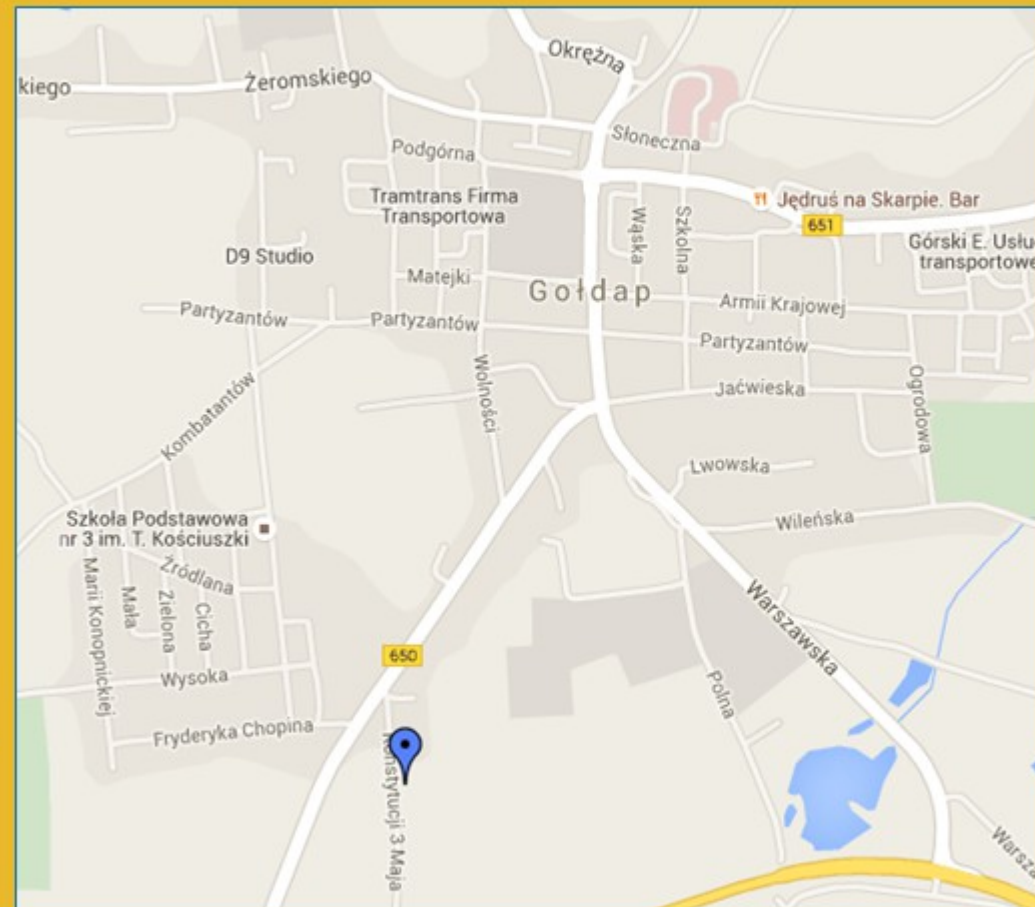 Okrężna
kiego
Żeromskiego
Słoneczna
Podgórna
Tramtrans Firma
Transportowa
Jędruś na Skarpie. Bar
651
Wąska
Szkolna
Górski E. Usłu
transportowe
D9 Studio
Matejki
Gołdap
Armii Krajowej
Partyzantów
Partyzantów
Partyzantów
Wolności
Jaćwieska
Ogrodowa
Kombatantów
Lwowska
Szkoła Podstawowa
nr 3 im. T. Kościuszki
Wileńska
Źródlana
Marii Konopnickiej
Mała
Zielona
Cicha
Warszawska
650
Wysoka
Polna
Fryderyka Chopina
Konstytucji 3 Maja
Warsza